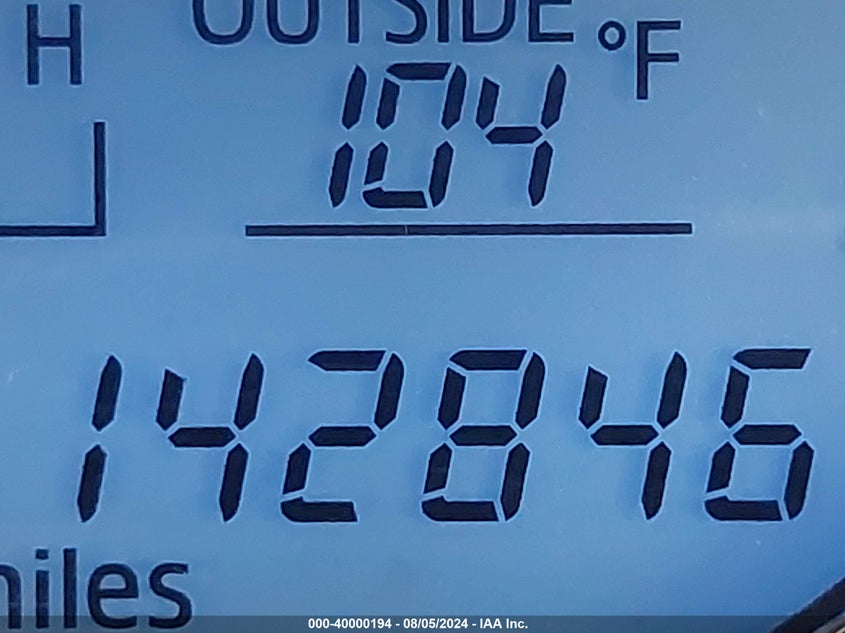 OUTSIDE
H
°F
104
142846
miles
000-40000194 - 08/05/2024 - IAA Inc.